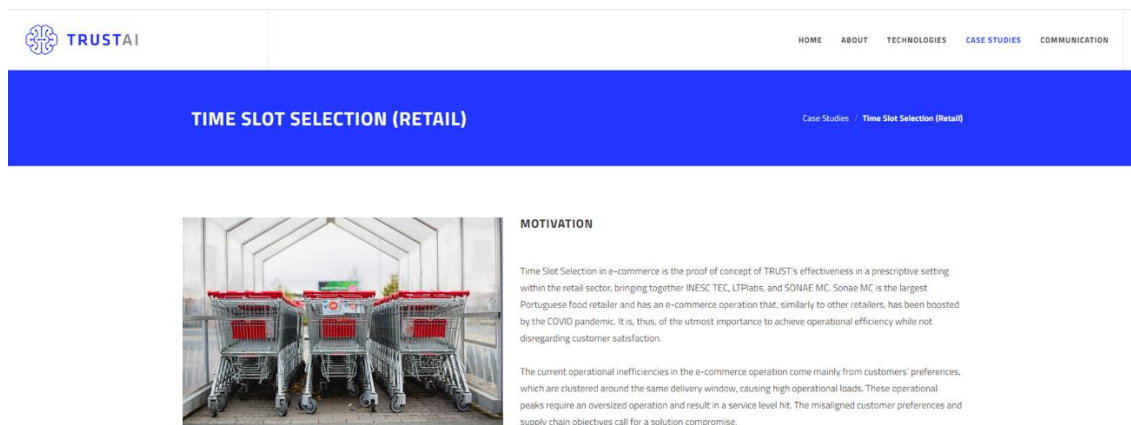 TRUSTAI
HOME ABOUT TECHNOLOGIES CASE STUDIES COMMUNICATION
TIME SLOT SELECTION (RETAIL)
Case Studies / Time Slot Selection (Retail)
MOTIVATION
Time Slot Selection in e-commerce is the proof of concept of TRUST's effectiveness in a prescriptive setting
within the retail sector, bringing together INESC TEC, LTPlabs, and SONAE MC. Sonae MC is the largest
Portuguese food retailer and has an e-commerce operation that, similarly to other retailers, has been boosted
by the COVID pandemic. It is, thus, of the utmost importance to achieve operational efficiency while not
disregarding customer satisfaction.
The current operational inefficiencies in the e-commerce operation come mainly from customers' preferences,
which are clustered around the same delivery window, causing high operational loads. These operational
peaks require an oversized operation and result in a service level hit. The misaligned customer preferences and
supply chain objectives call for a solution compromise.